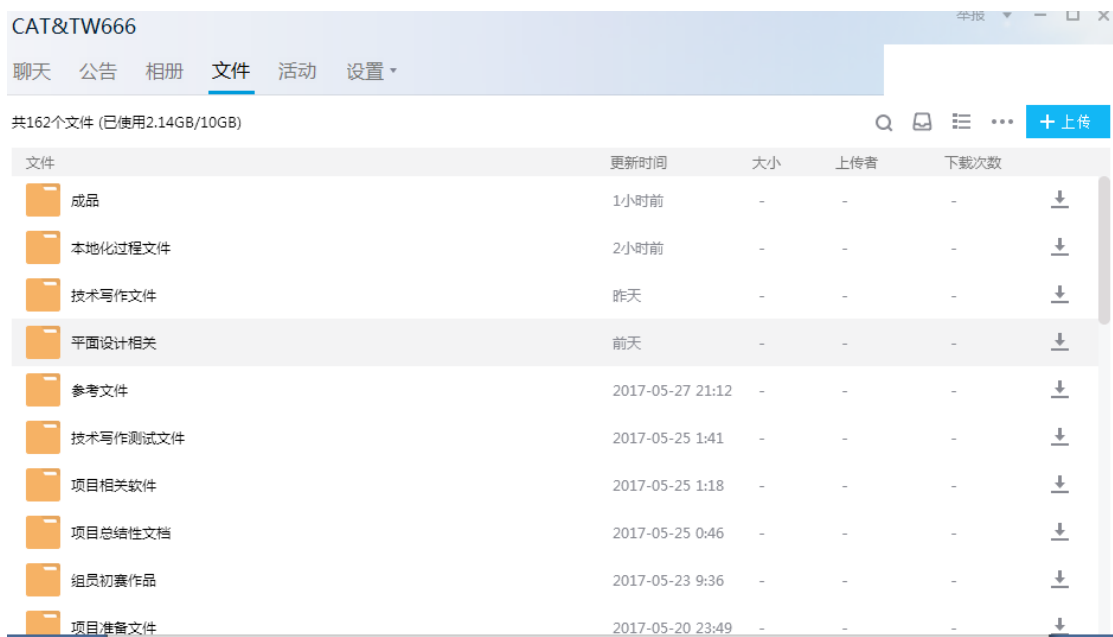 举报
CAT&TW666
聊天 公告 相册 文件 活动 设置
共162个文件 (已使用2.14GB/10GB) 上传
文件 更新时间 大小 上传者 下载次数
成品 1小时前 - - -
本地化过程文件 2小时前 - - -
技术写作文件 昨天 - - -
平面设计相关 前天 - - -
参考文件 2017-05-27 21:12 - - -
技术写作测试文件 2017-05-25 1:41 - - -
项目相关软件 2017-05-25 1:18 - - -
项目总结性文档 2017-05-25 0:46 - - -
组员初赛作品 2017-05-23 9:36 - - -
项目准备文件 2017-05-20 23:49 - - -